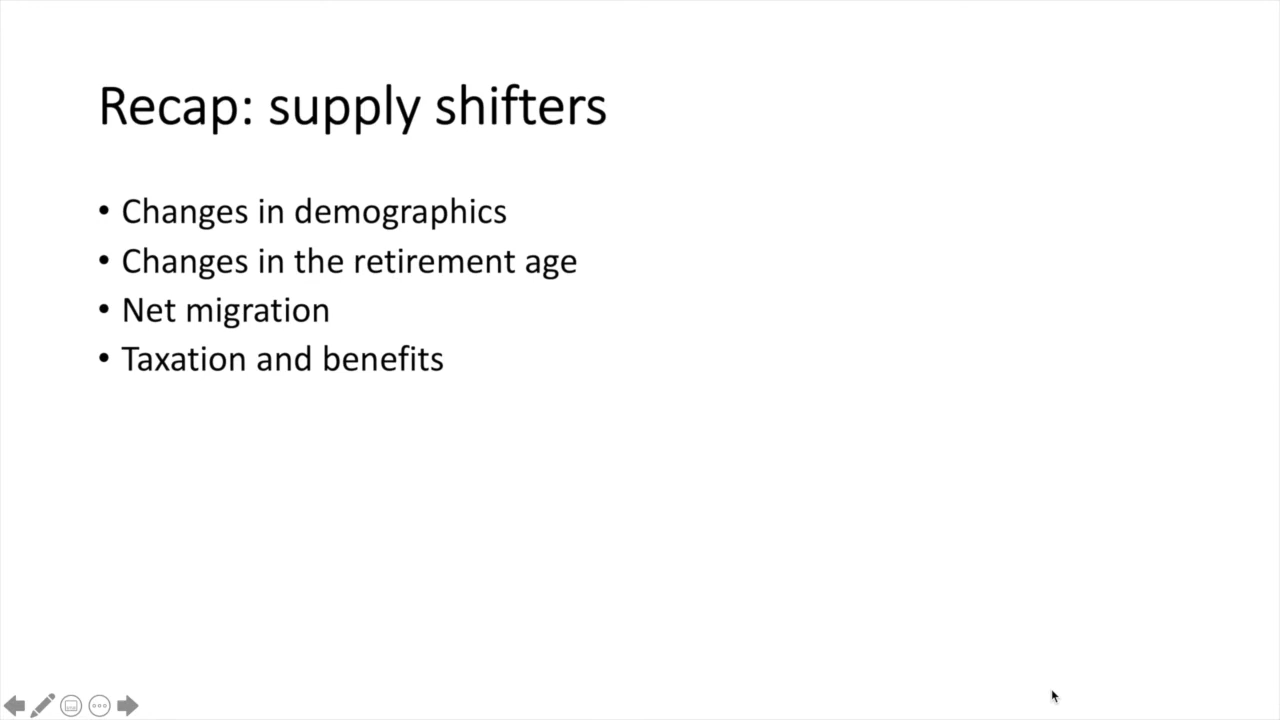 Recap: supply shifters
• Changes in demographics
• Changes in the retirement age
• Net migration
• Taxation and benefits